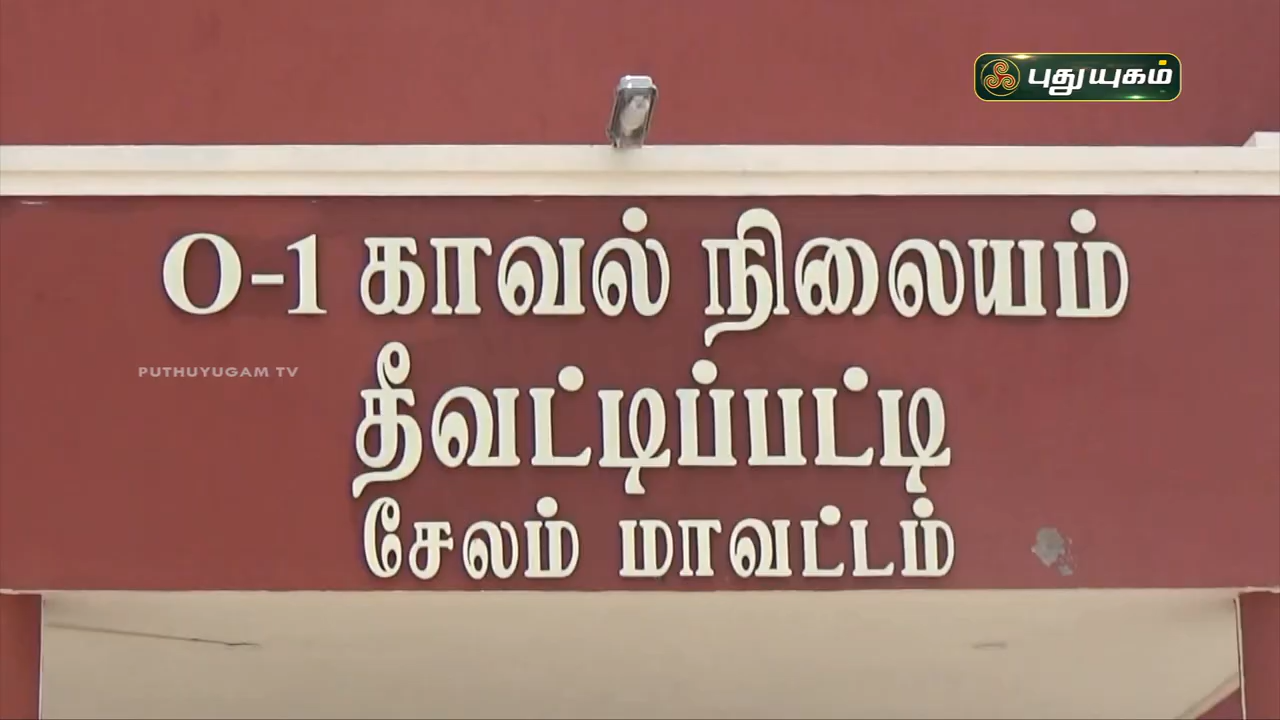 புதுயுகம்
O-1 காவல் நிலையம்
PUTHUYUGAM TV
தீவட்டிப்பட்டி
சேலம் மாவட்டம்